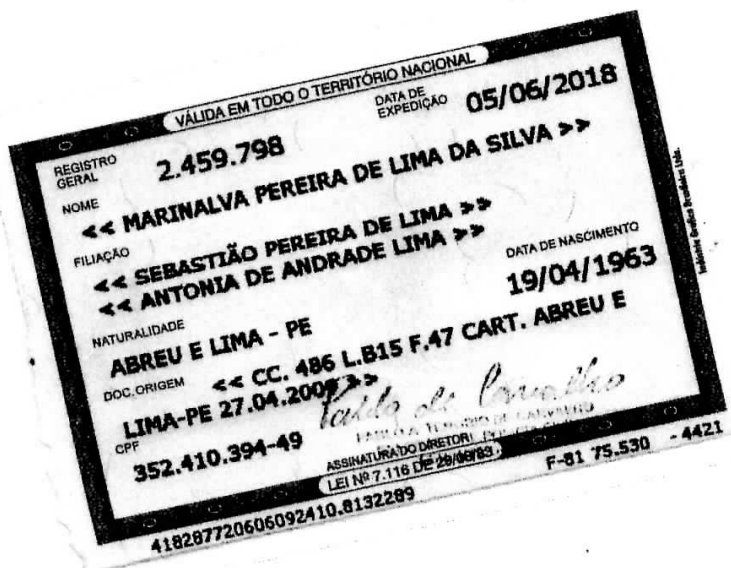 VÁLIDA EM TODO O TERRITÓRIO NACIONAL
REGISTRO GERAL 2.459.798 DATA DE EXPEDIÇÃO 05/06/2018
NOME
<< MARINALVA PEREIRA DE LIMA DA SILVA >>
FILIAÇÃO
<< SEBASTIÃO PEREIRA DE LIMA >>
<< ANTONIA DE ANDRADE LIMA >>
NATURALIDADE DATA DE NASCIMENTO
ABREU E LIMA - PE 19/04/1963
DOC. ORIGEM << CC. 486 L.B15 F.47 CART. ABREU E
LIMA-PE >>
CPF
352.410.394-49
ASSINATURA DO DIRETOR
LEI Nº 7.116 DE 29/08/83
F-81 75.530 - 4421
418287720606092410.8132289